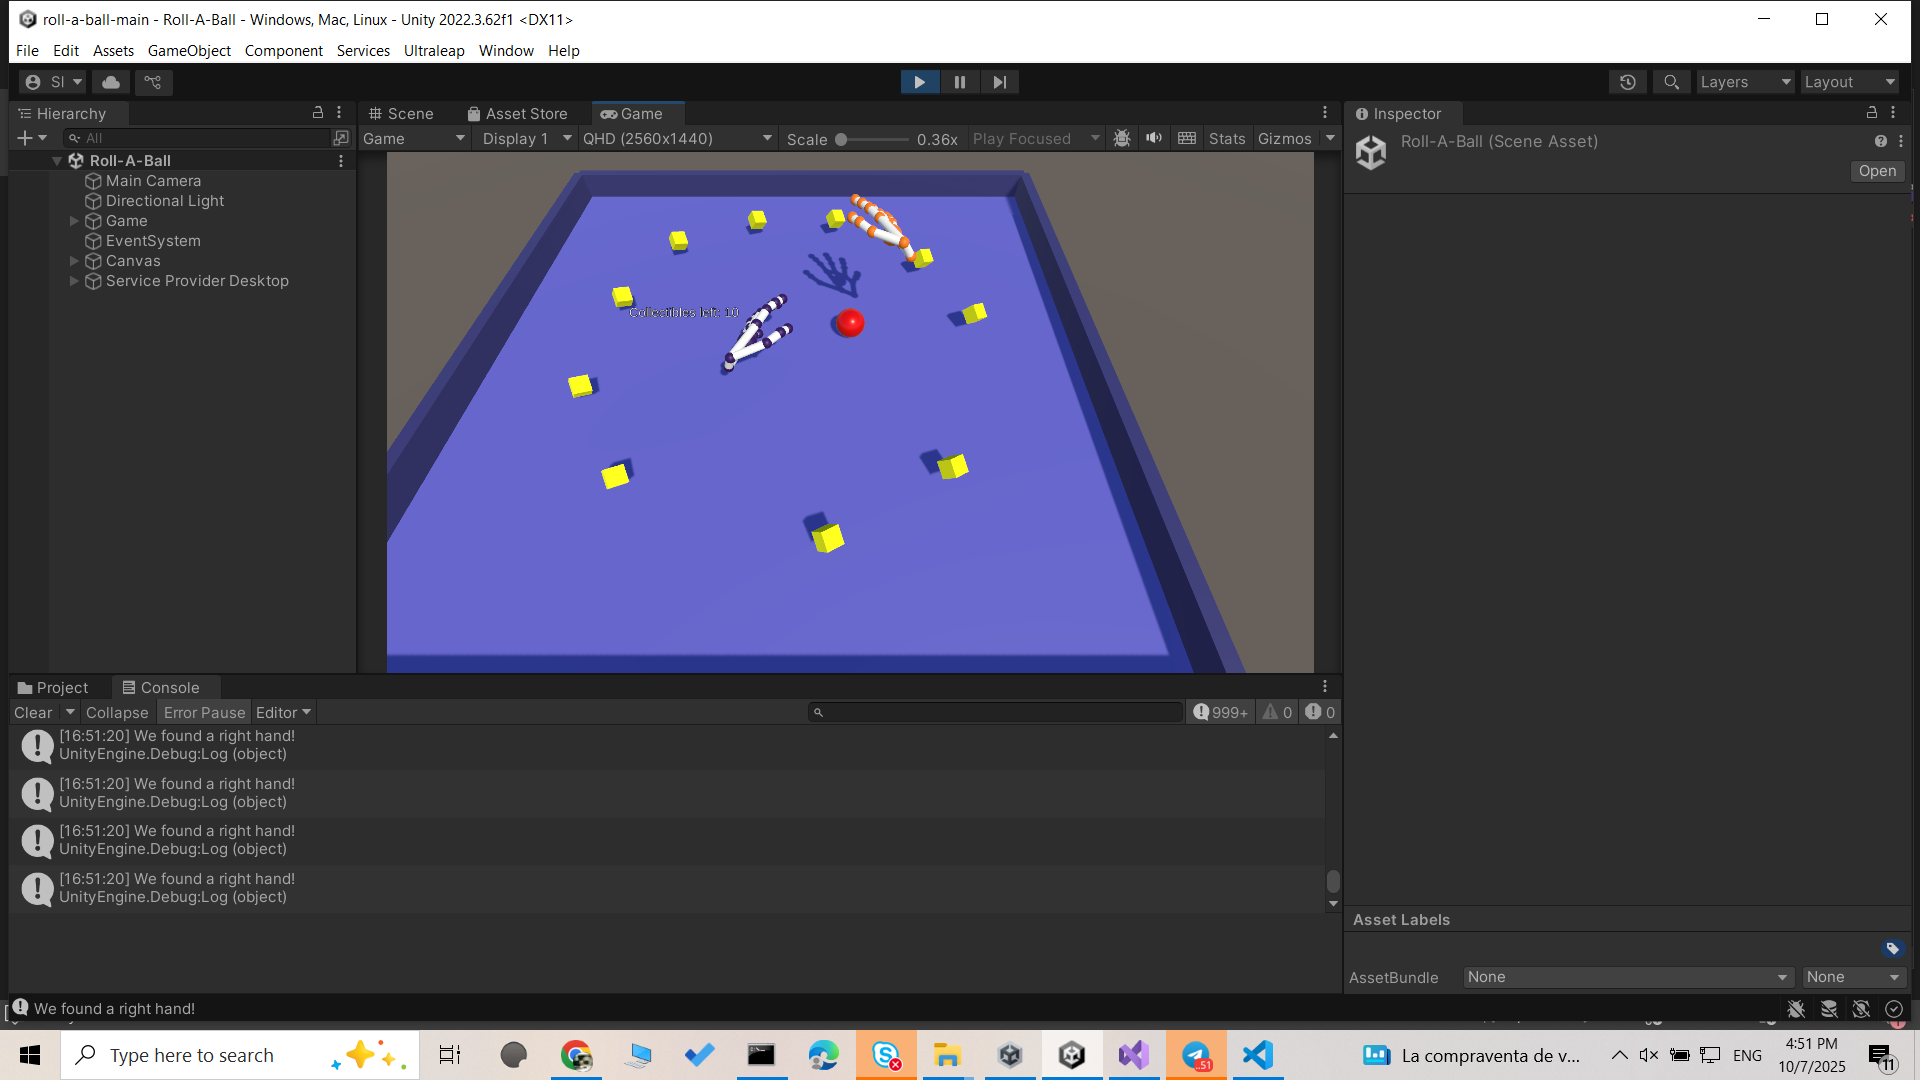 roll-a-ball-main - Roll-A-Ball - Windows, Mac, Linux - Unity 2022.3.62f1 <DX11>
File Edit Assets GameObject Component Services Ultraleap Window Help
SI
Layers
Layout
Hierarchy
Scene
Asset Store
Game
Inspector
All
Game
Display 1
QHD (2560x1440)
Scale
0.36x
Play Focused
Stats
Gizmos
Roll-A-Ball (Scene Asset)
Open
Roll-A-Ball
Main Camera
Directional Light
Game
EventSystem
Canvas
Service Provider Desktop
Collectibles left: 10
Project
Console
Clear
Collapse
Error Pause
Editor
999+
0
0
[16:51:20] We found a right hand!
UnityEngine.Debug:Log (object)
[16:51:20] We found a right hand!
UnityEngine.Debug:Log (object)
[16:51:20] We found a right hand!
UnityEngine.Debug:Log (object)
[16:51:20] We found a right hand!
UnityEngine.Debug:Log (object)
Asset Labels
AssetBundle
None
None
We found a right hand!
Type here to search
..51
La compraventa de v...
ENG
4:51 PM
10/7/2025
11